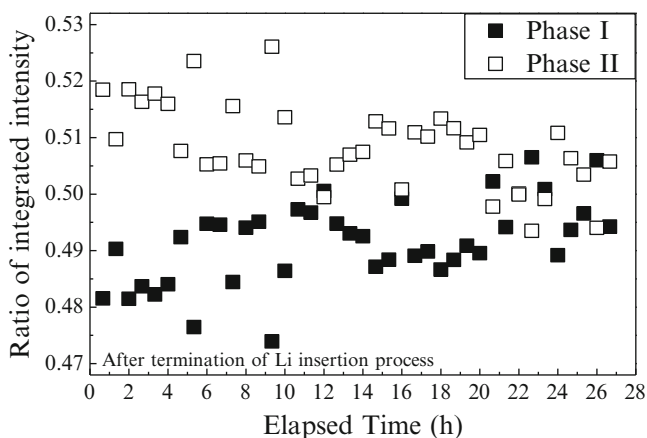 0.53
0.52
0.51
0.50
0.49
0.48
0.47
Ratio of integrated intensity
Phase I
Phase II
After termination of Li insertion process
0 2 4 6 8 10 12 14 16 18 20 22 24 26 28
Elapsed Time (h)